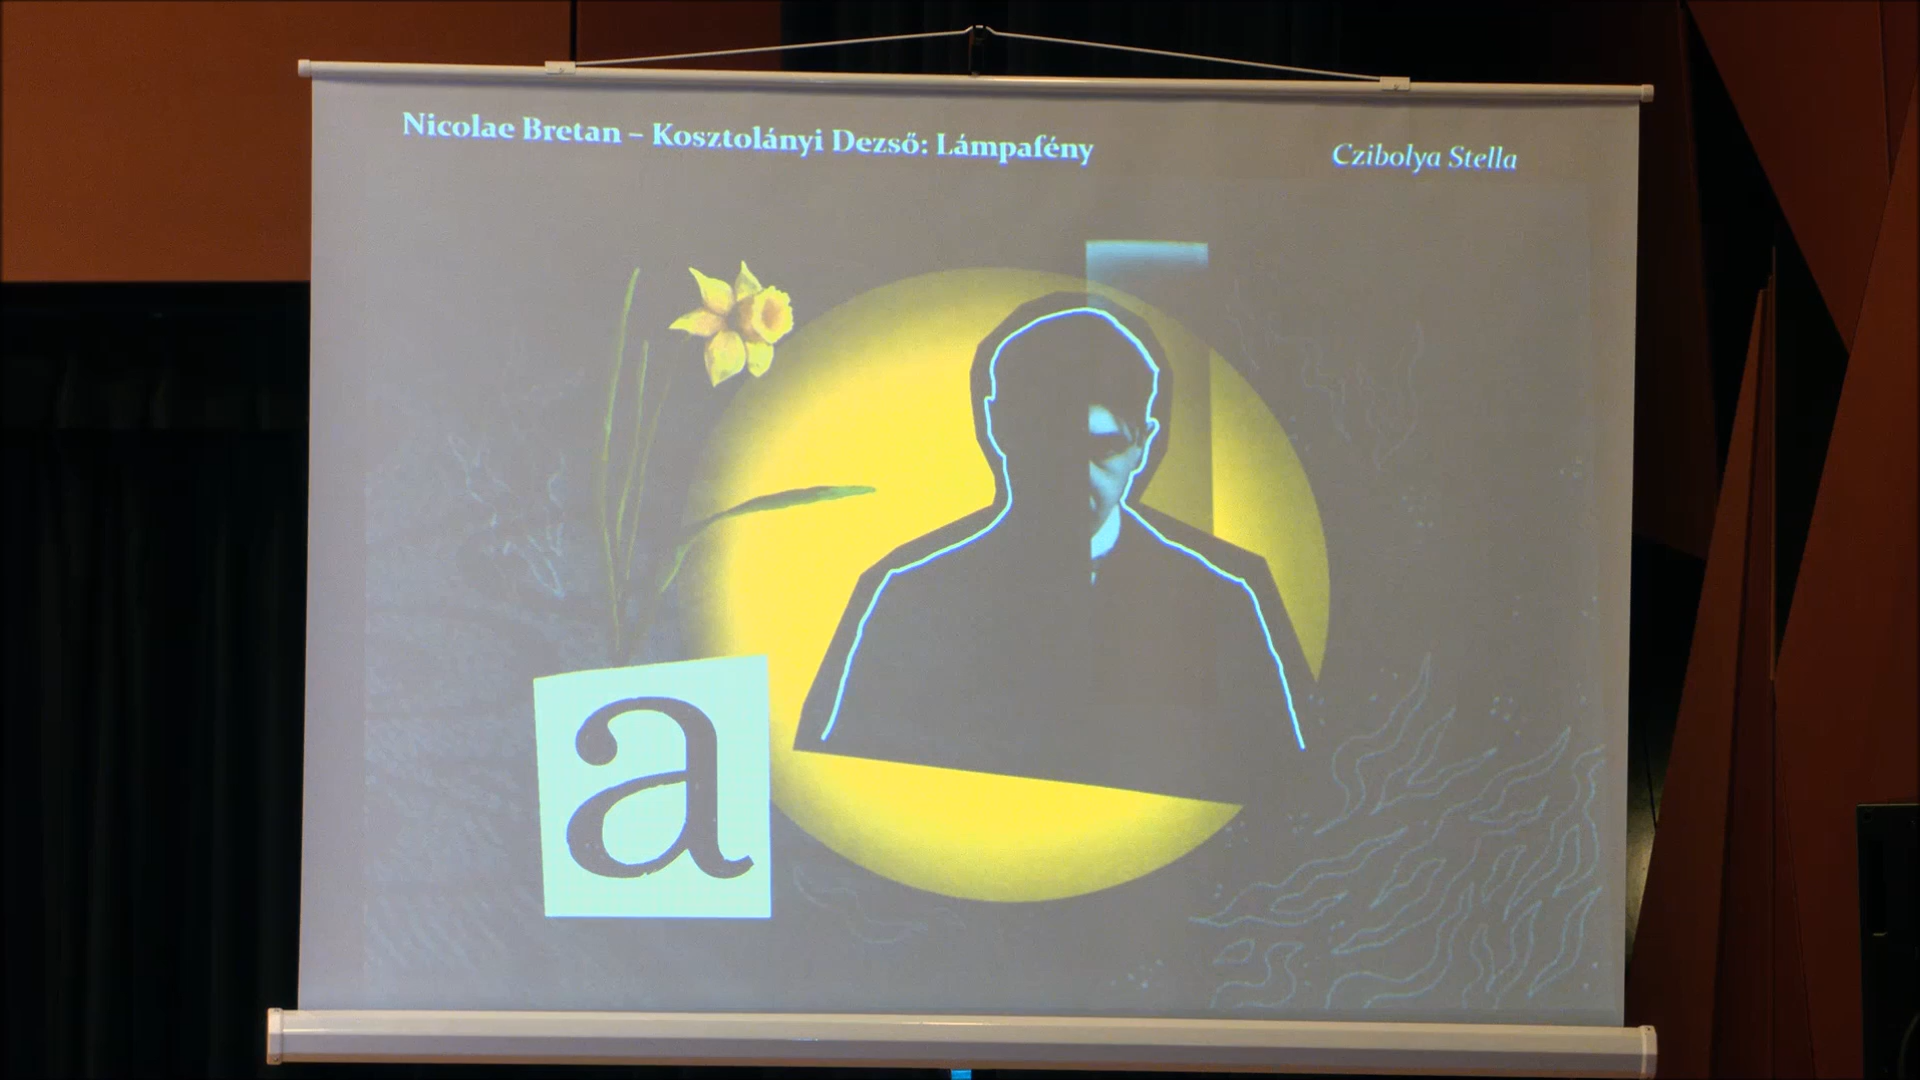 Nicolae Bretan – Kosztolányi Dezső: Lámpafény
Czibolya Stella
a